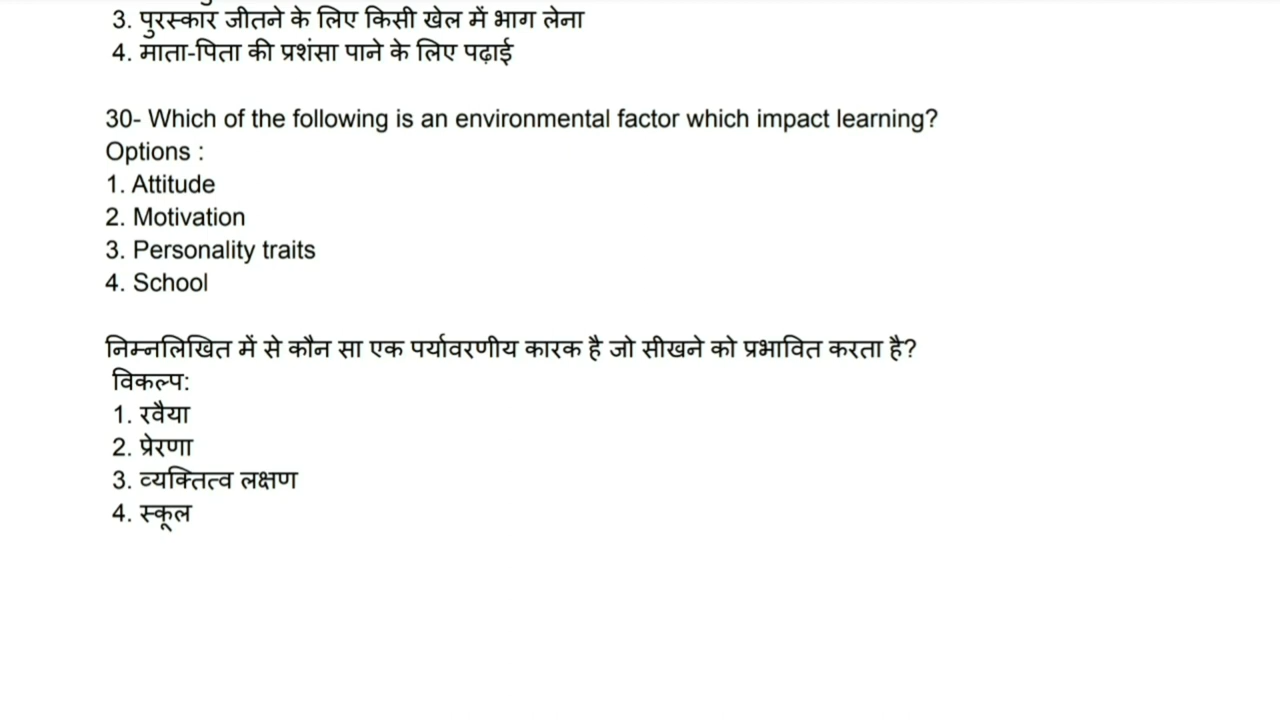 3. पुरस्कार जीतने के लिए किसी खेल में भाग लेना
4. माता-पिता की प्रशंसा पाने के लिए पढ़ाई
30- Which of the following is an environmental factor which impact learning?
Options :
1. Attitude
2. Motivation
3. Personality traits
4. School
निम्नलिखित में से कौन सा एक पर्यावरणीय कारक है जो सीखने को प्रभावित करता है?
विकल्प:
1. रवैया
2. प्रेरणा
3. व्यक्तित्व लक्षण
4. स्कूल